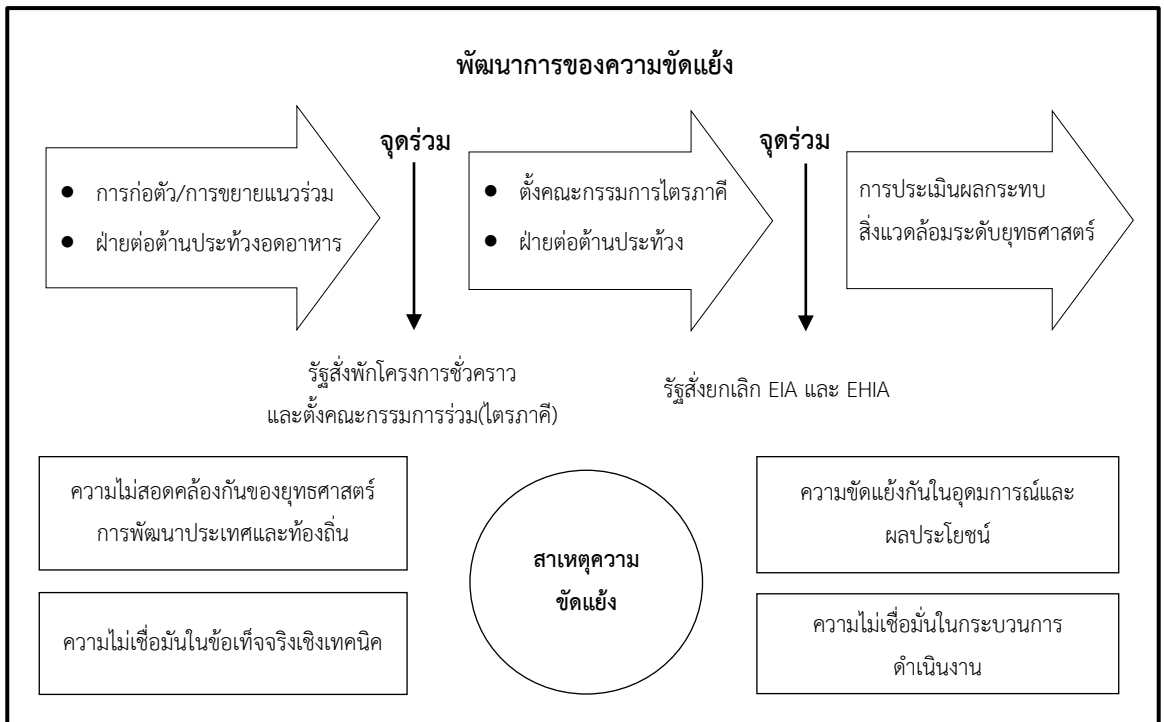 พัฒนาการของความขัดแย้ง
การก่อตัว/การขยายแนวร่วม
ฝ่ายต่อต้านประท้วงอดอาหาร
จุดร่วม
ตั้งคณะกรรมการไตรภาคี
ฝ่ายต่อต้านประท้วง
จุดร่วม
การประเมินผลกระทบ
สิ่งแวดล้อมระดับยุทธศาสตร์
รัฐสั่งพักโครงการชั่วคราว
และตั้งคณะกรรมการร่วม(ไตรภาคี)
รัฐสั่งยกเลิก EIA และ EHIA
ความไม่สอดคล้องกันของยุทธศาสตร์
การพัฒนาประเทศและท้องถิ่น
ความไม่เชื่อมันในข้อเท็จจริงเชิงเทคนิค
สาเหตุความ
ขัดแย้ง
ความขัดแย้งกันในอุดมการณ์และ
ผลประโยชน์
ความไม่เชื่อมั่นในกระบวนการ
ดำเนินงาน